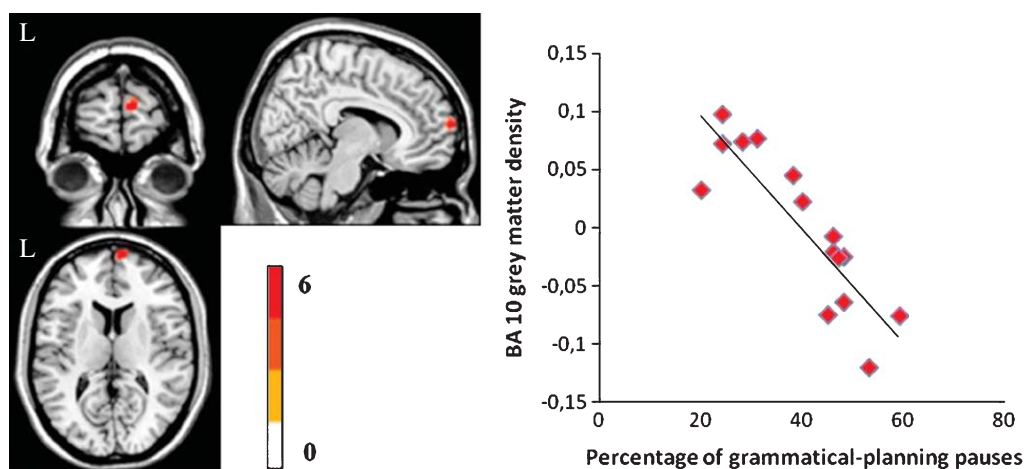 L
L
6
0
BA 10 grey matter density
0,15
0,1
0,05
0
-0,05
-0,1
-0,15
0 20 40 60 80
Percentage of grammatical-planning pauses